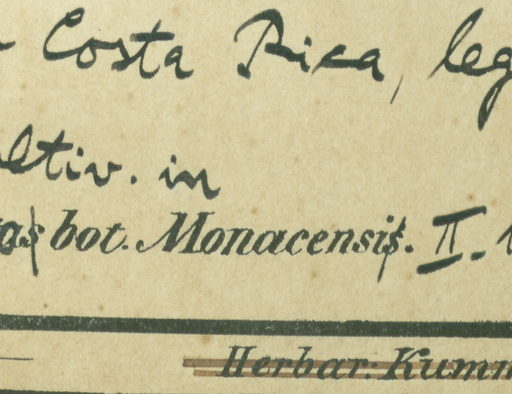 Costa Rica, leg
ltiv. in
bot. Monacensis. II.
Herbar: Kumm